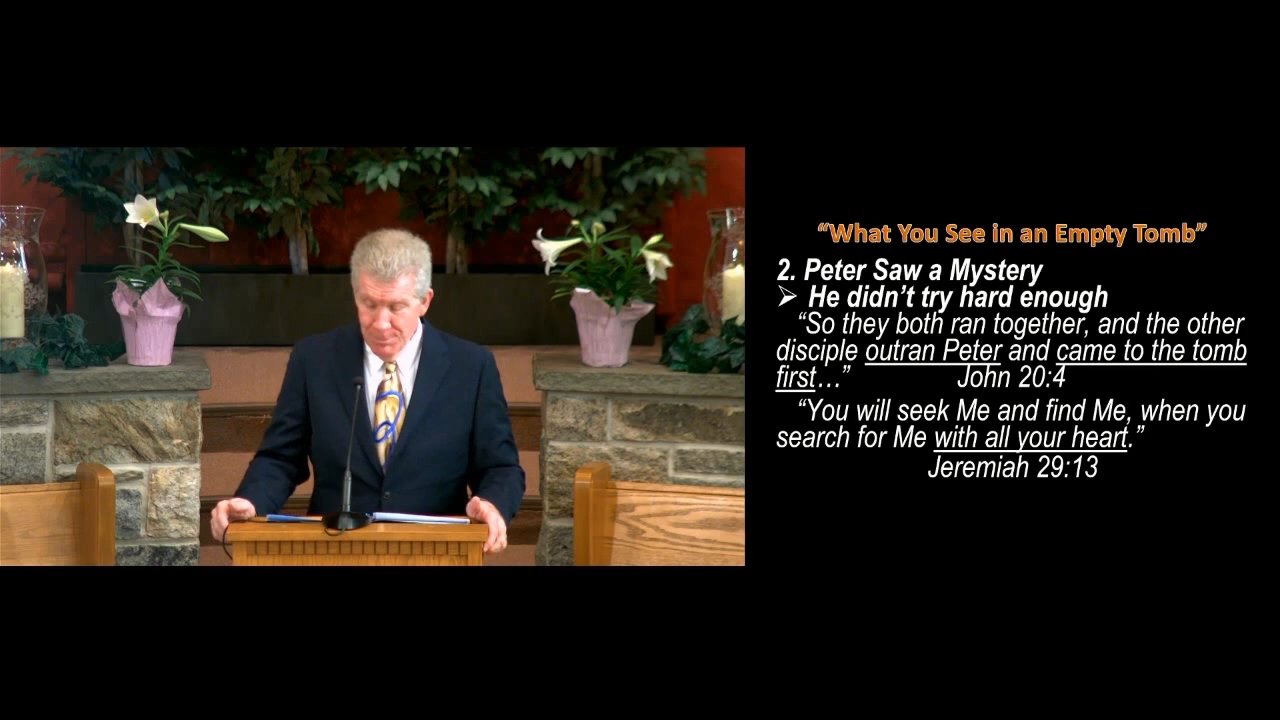 “What You See in an Empty Tomb”
2. Peter Saw a Mystery
➢ He didn’t try hard enough
“So they both ran together, and the other
disciple outran Peter and came to the tomb
first…” John 20:4
“You will seek Me and find Me, when you
search for Me with all your heart.”
Jeremiah 29:13